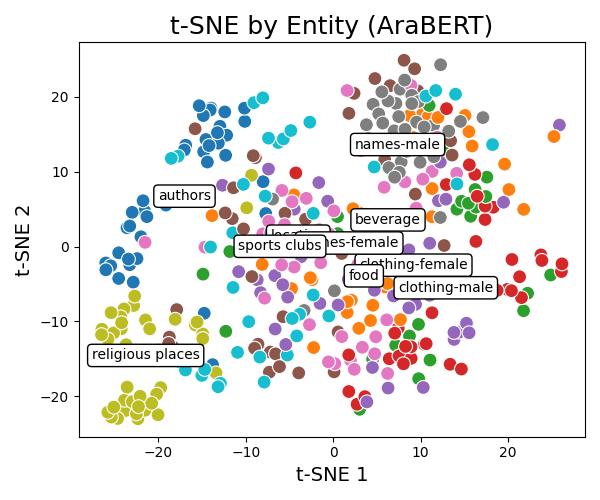 t-SNE by Entity (AraBERT)
t-SNE 2
20
10
0
−10
−20
names-male
authors
beverage
names-female
sports clubs
clothing-female
food
clothing-male
religious places
−20
−10
0
10
20
t-SNE 1